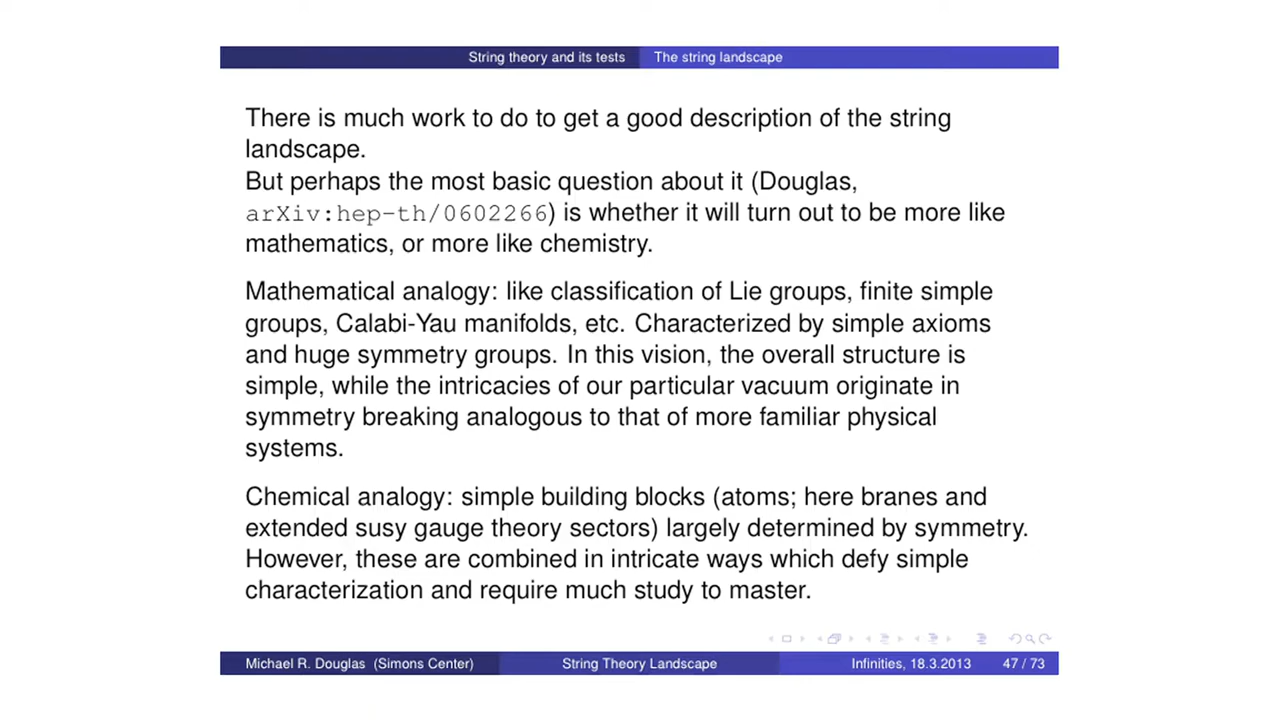 String theory and its tests The string landscape
There is much work to do to get a good description of the string
landscape.
But perhaps the most basic question about it (Douglas,
arXiv:hep-th/0602266) is whether it will turn out to be more like
mathematics, or more like chemistry.
Mathematical analogy: like classification of Lie groups, finite simple
groups, Calabi-Yau manifolds, etc. Characterized by simple axioms
and huge symmetry groups. In this vision, the overall structure is
simple, while the intricacies of our particular vacuum originate in
symmetry breaking analogous to that of more familiar physical
systems.
Chemical analogy: simple building blocks (atoms; here branes and
extended susy gauge theory sectors) largely determined by symmetry.
However, these are combined in intricate ways which defy simple
characterization and require much study to master.
Michael R. Douglas (Simons Center) String Theory Landscape Infinities, 18.3.2013 47 / 73